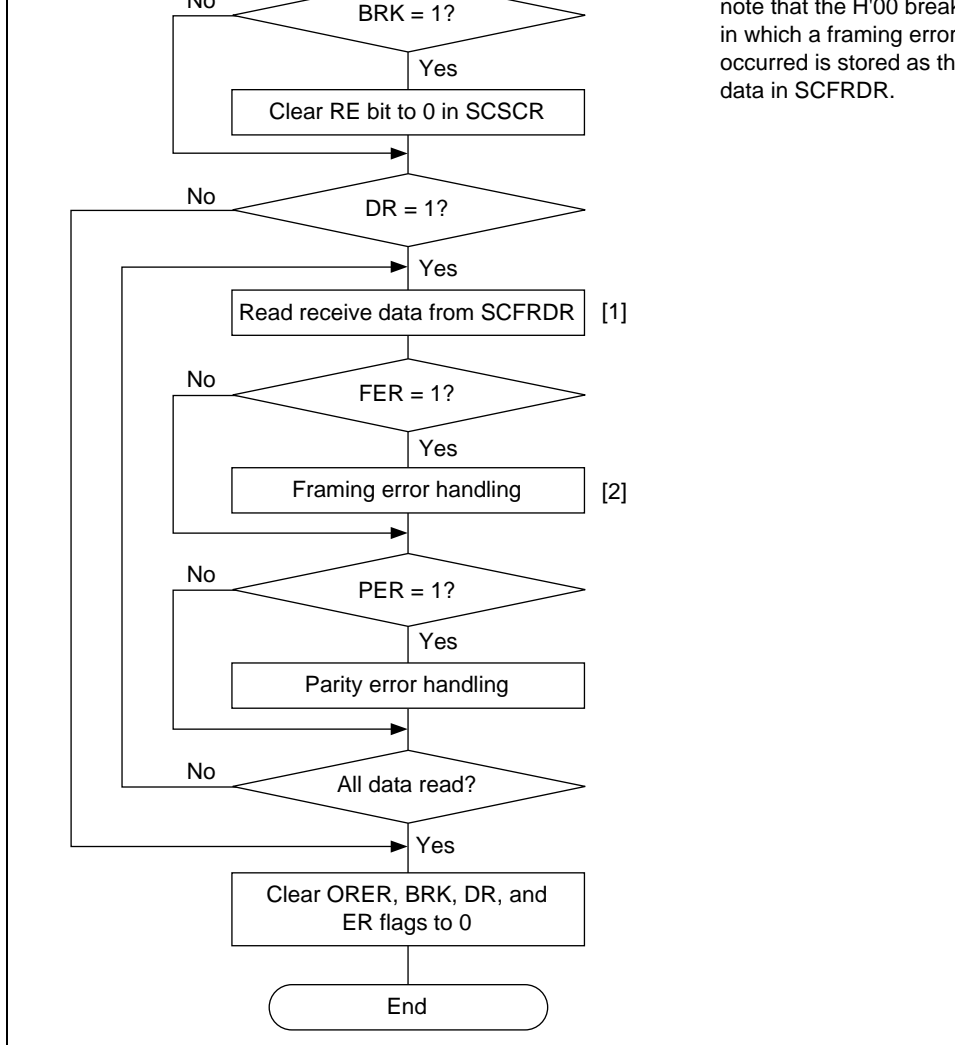 No
BRK = 1?
note that the H'00 break
in which a framing error
occurred is stored as th
data in SCFRDR.
Yes
Clear RE bit to 0 in SCSCR
No
DR = 1?
Yes
Read receive data from SCFRDR [1]
No
FER = 1?
Yes
Framing error handling [2]
No
PER = 1?
Yes
Parity error handling
No
All data read?
Yes
Clear ORER, BRK, DR, and
ER flags to 0
End